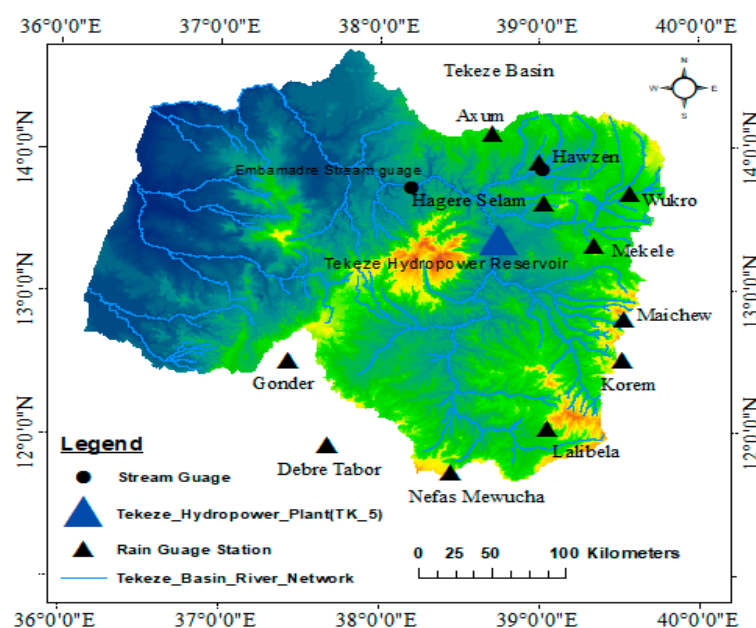 36°0'0"E 37°0'0"E 38°0'0"E 39°0'0"E 40°0'0"E
Tekeze Basin
N
W E
S
Axum
14°0'0"N 14°0'0"N
Hawzen
Embamadre Stream guage
Hagere Selam
Wukro
Mekele
Tekeze Hydropower Reservoir
13°0'0"N 13°0'0"N
Maichew
Gonder
Korem
12°0'0"N 12°0'0"N
Lalibela
Debre Tabor
Nefas Mewucha
Legend
Stream Guage
Tekeze_Hydropower_Plant(TK_5)
Rain Guage Station
Tekeze_Basin_River_Network
0 25 50 100 Kilometers
36°0'0"E 37°0'0"E 38°0'0"E 39°0'0"E 40°0'0"E